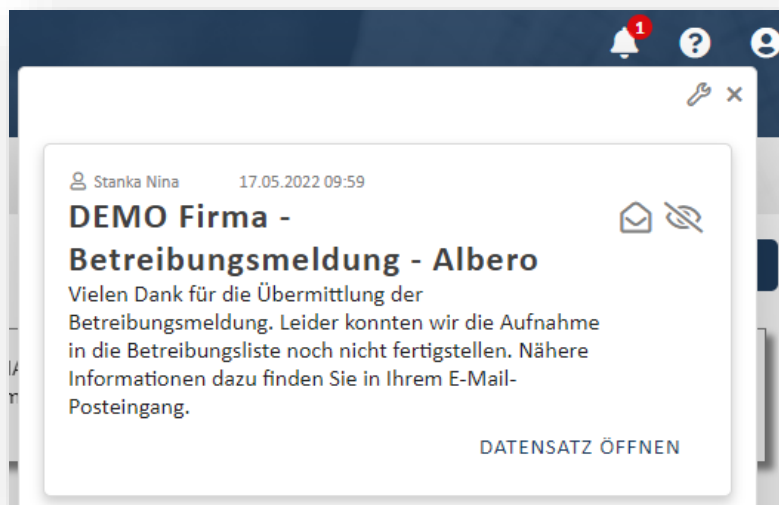 1
Stanka Nina 17.05.2022 09:59
DEMO Firma -
Betreibungsmeldung - Albero
Vielen Dank für die Übermittlung der
Betreibungsmeldung. Leider konnten wir die Aufnahme
in die Betreibungsliste noch nicht fertigstellen. Nähere
Informationen dazu finden Sie in Ihrem E-Mail-
Posteingang.
DATENSATZ ÖFFNEN